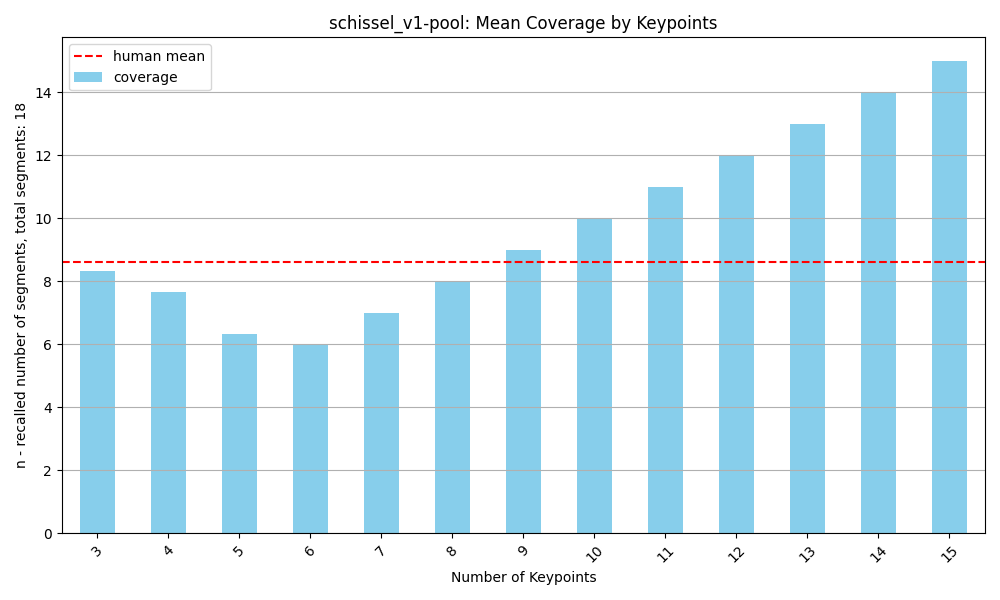 schissel_v1-pool: Mean Coverage by Keypoints
human mean
coverage
n - recalled number of segments, total segments: 18
14
12
10
8
6
4
2
0
3 4 5 6 7 8 9 10 11 12 13 14 15
Number of Keypoints